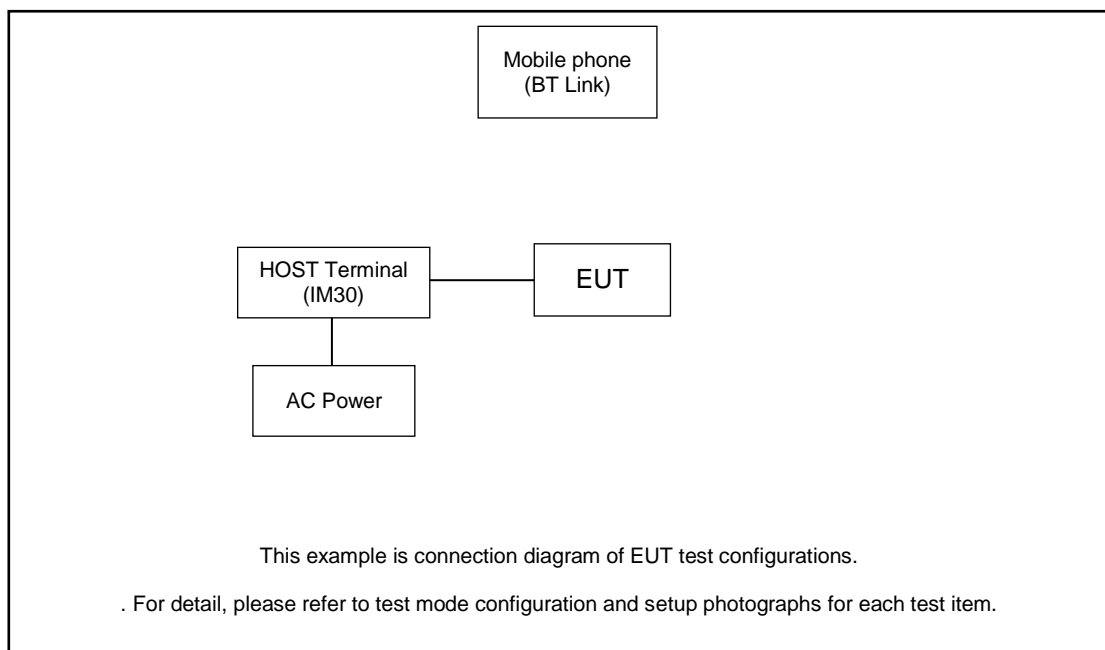 Mobile phone
(BT Link)
HOST Terminal
(IM30)
EUT
AC Power
This example is connection diagram of EUT test configurations.
. For detail, please refer to test mode configuration and setup photographs for each test item.